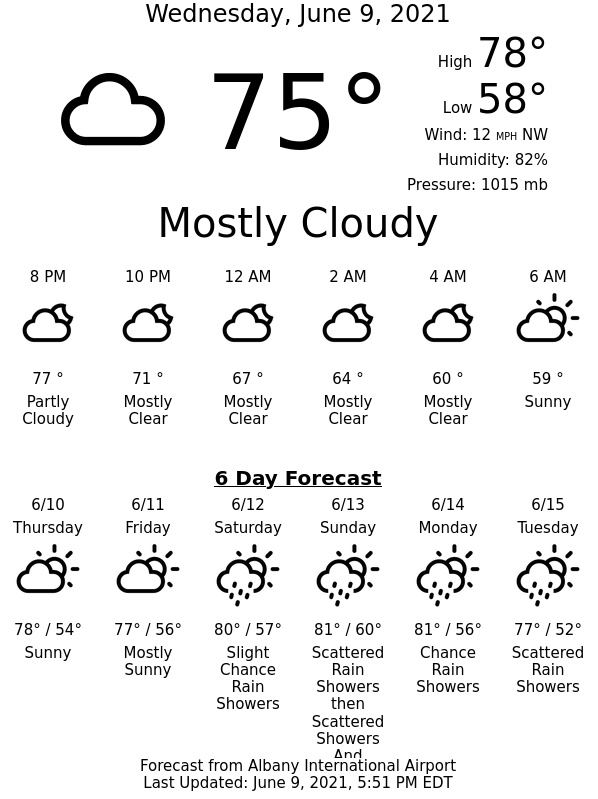 Wednesday, June 9, 2021
75°
High 78°
Low 58°
Wind: 12 MPH NW
Humidity: 82%
Pressure: 1015 mb
Mostly Cloudy
8 PM 10 PM 12 AM 2 AM 4 AM 6 AM
77 ° 71 ° 67 ° 64 ° 60 ° 59 °
Partly Mostly Mostly Mostly Mostly Sunny
Cloudy Clear Clear Clear Clear
6 Day Forecast
6/10 6/11 6/12 6/13 6/14 6/15
Thursday Friday Saturday Sunday Monday Tuesday
78° / 54° 77° / 56° 80° / 57° 81° / 60° 81° / 56° 77° / 52°
Sunny Mostly Slight Scattered Chance Scattered
Sunny Chance Rain Rain Rain
Rain Showers Showers Showers
Showers then
Scattered
Showers
And
Forecast from Albany International Airport
Last Updated: June 9, 2021, 5:51 PM EDT